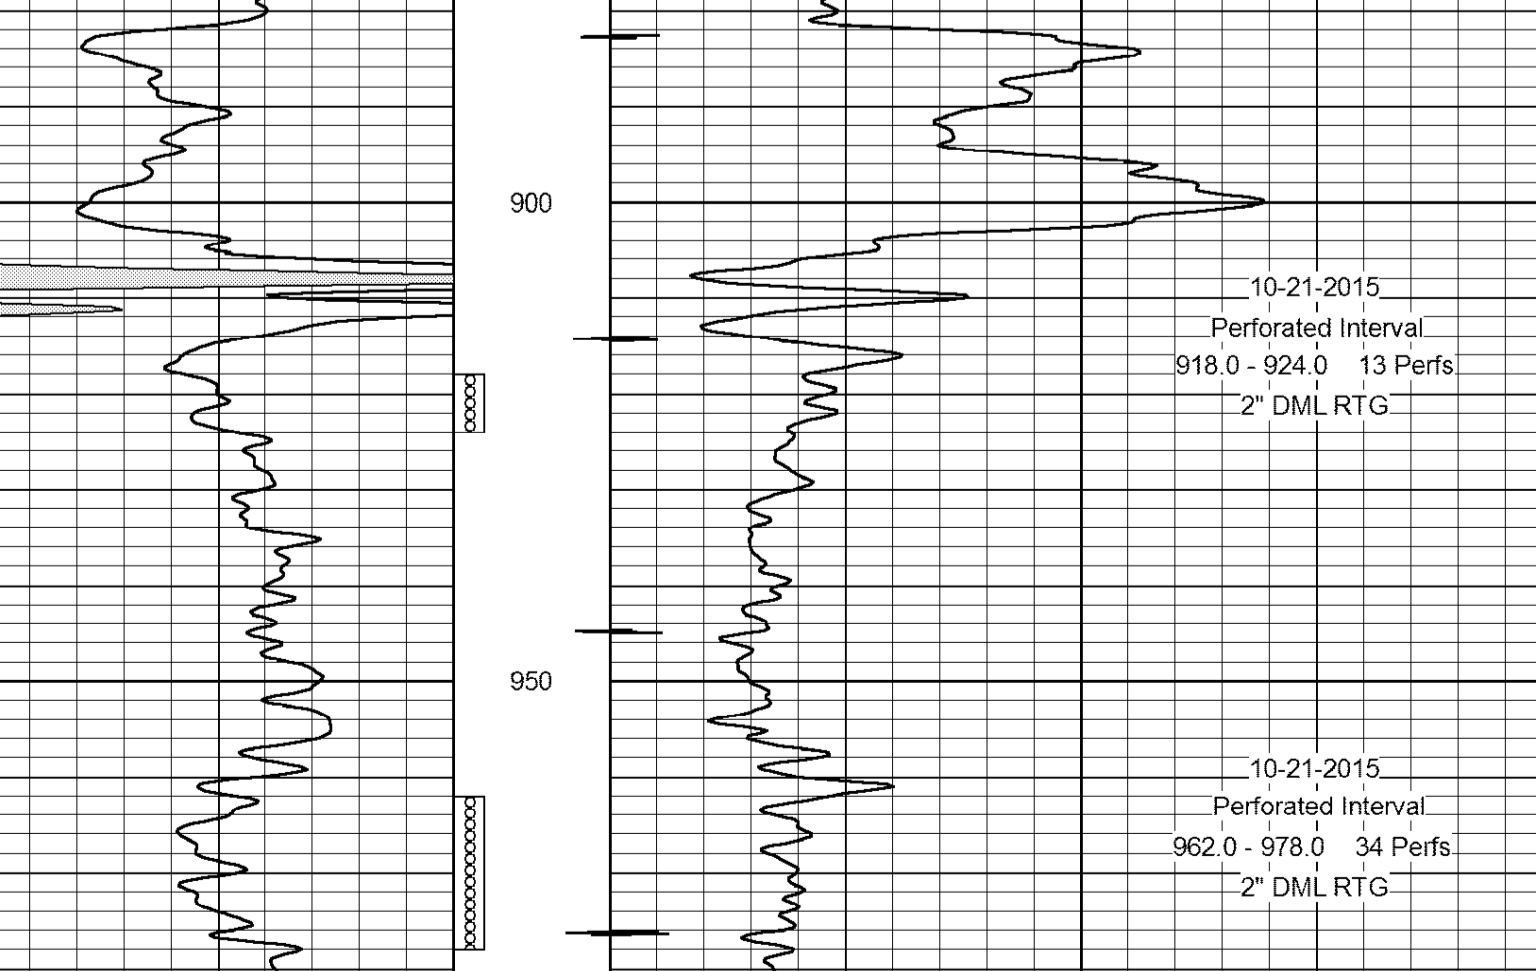 900
10-21-2015
Perforated Interval
918.0 - 924.0 13 Perfs
2" DML RTG
950
10-21-2015
Perforated Interval
962.0 - 978.0 34 Perfs
2" DML RTG